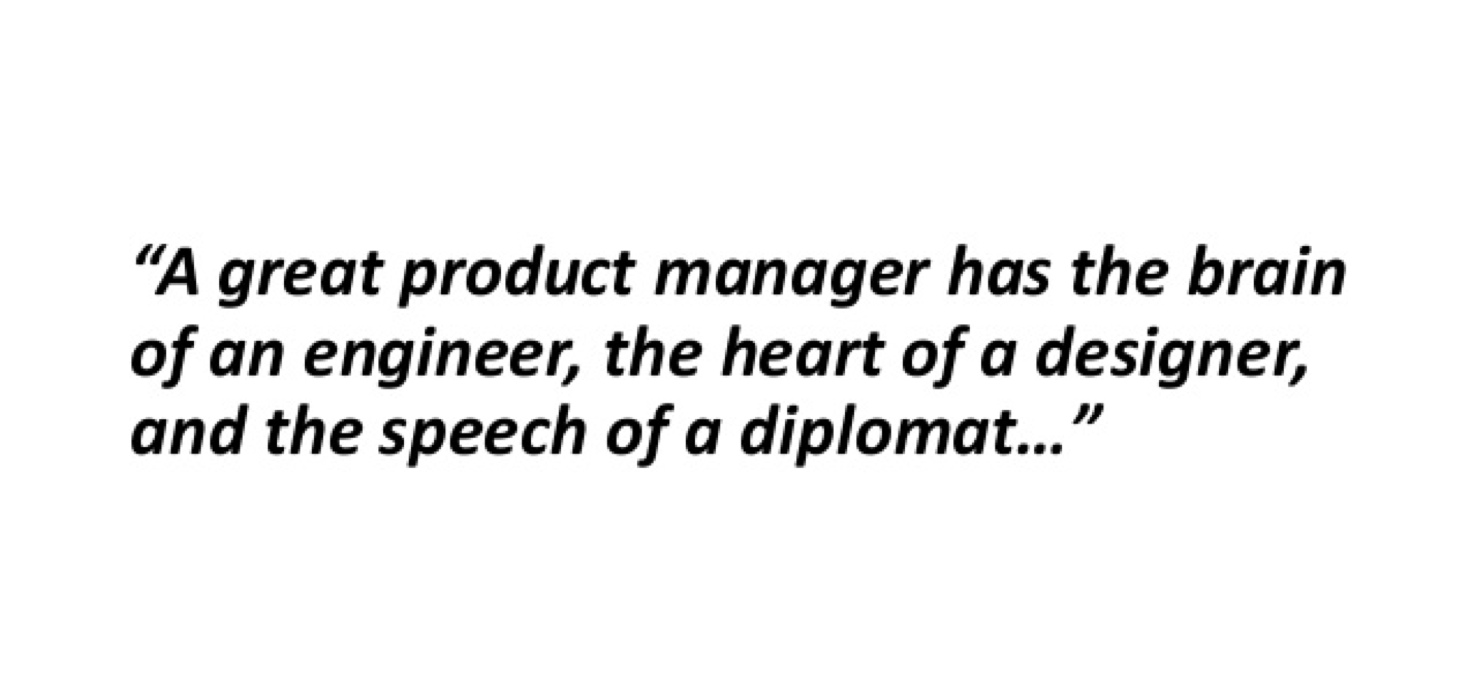 “A great product manager has the brain
of an engineer, the heart of a designer,
and the speech of a diplomat…”